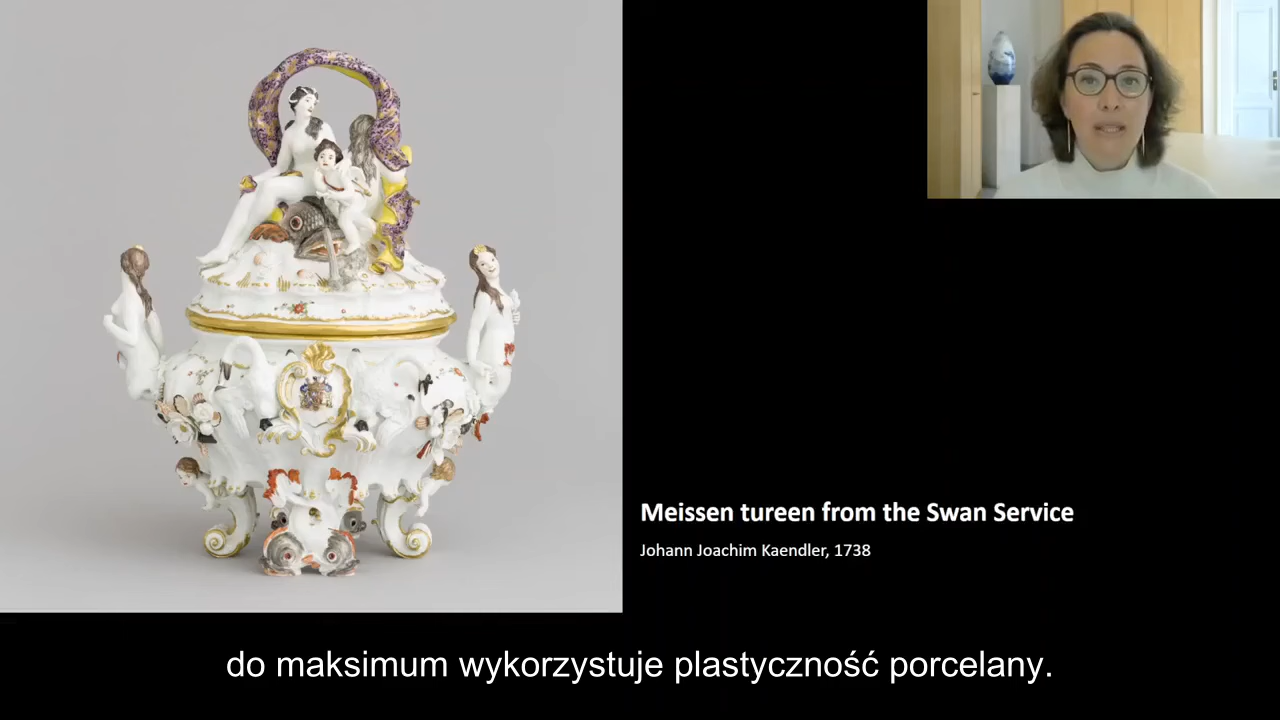 Meissen tureen from the Swan Service
Johann Joachim Kaendler, 1738
do maksimum wykorzystuje plastyczność porcelany.